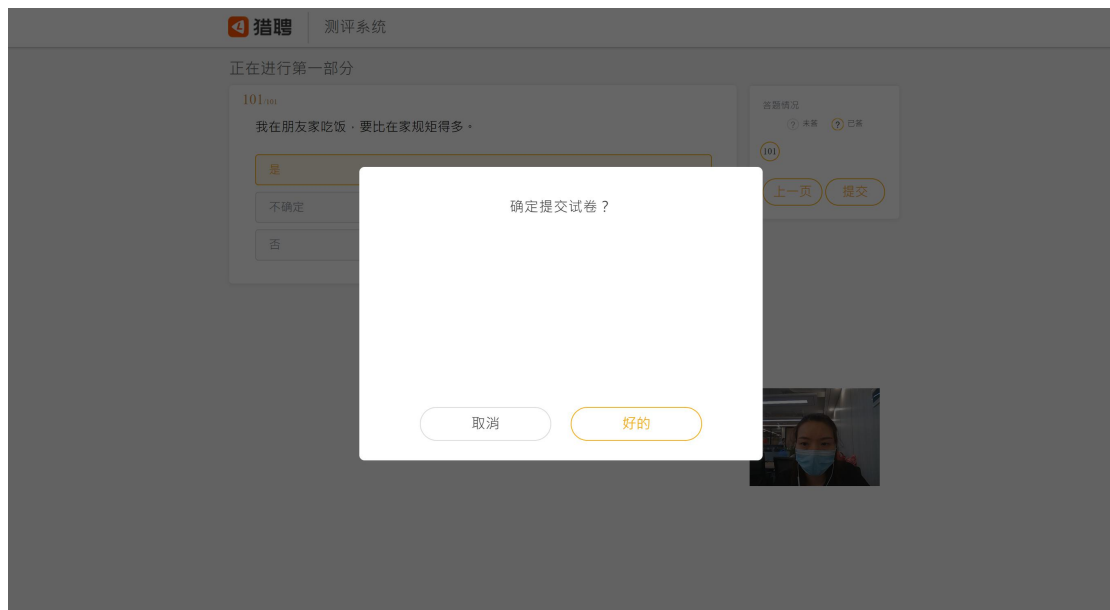 猎聘 测评系统
正在进行第一部分
101/101
我在朋友家吃饭，要比在家规矩得多。
是
不确定
否
答题情况
? 未答 ? 已答
101
上一页 提交
确定提交试卷？
取消 好的